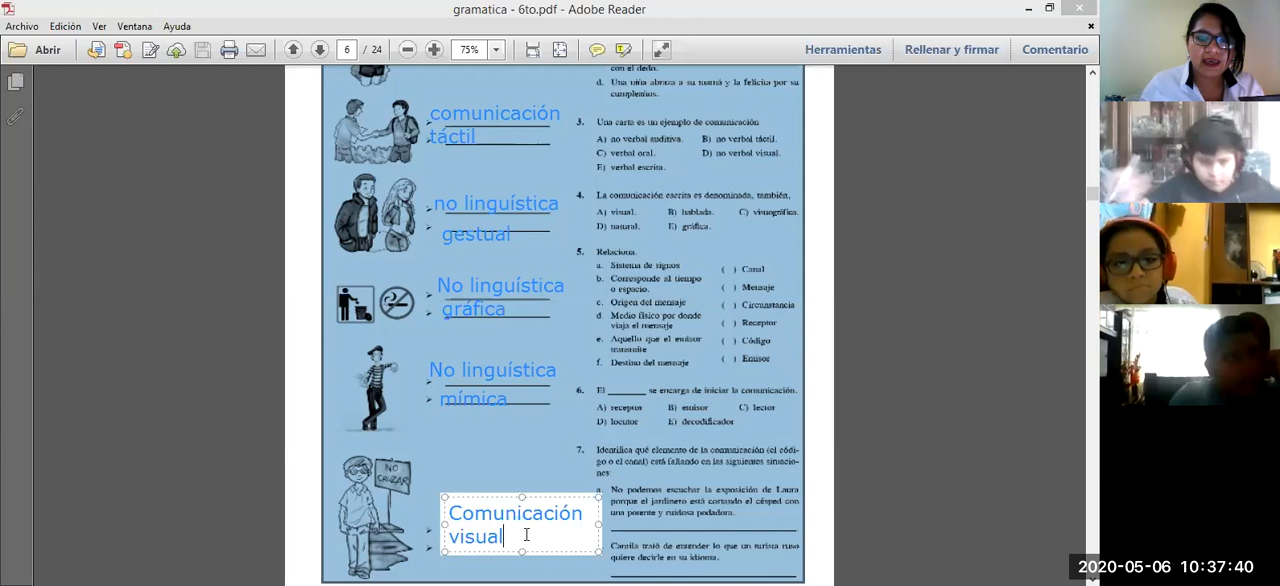 gramatica - 6to.pdf - Adobe Reader
Archivo Edición Ver Ventana Ayuda
Abrir 6 / 24 75% Herramientas Rellenar y firmar Comentario
comunicación
táctil
no linguística
gestual
No linguística
gráfica
No linguística
mímica
NO
CRUZAR
Comunicación
visual
con el dedo.
d. Una niña abraza a su mamá y la felicita por su
cumpleaños.
3. Una carta es un ejemplo de comunicación
A) no verbal auditiva. B) no verbal táctil.
C) verbal oral. D) no verbal visual.
E) verbal escrita.
4. La comunicación escrita es denominada, también,
A) visual. B) hablada. C) visuográfica.
D) natural. E) gráfica.
5. Relaciona.
a. Sistema de signos
b. Corresponde al tiempo
o espacio.
c. Origen del mensaje
d. Medio físico por donde
viaja el mensaje
e. Aquello que el emisor
transmite
f. Destino del mensaje
( ) Canal
( ) Mensaje
( ) Circunstancia
( ) Receptor
( ) Código
( ) Emisor
6. El ________ se encarga de iniciar la comunicación.
A) receptor B) emisor C) lector
D) locutor E) decodificador
7. Identifica qué elemento de la comunicación (el códi-
go o el canal) está fallando en las siguientes situacio-
nes:
a. No podemos escuchar la exposición de Laura
porque el jardinero está cortando el césped con
una potente y ruidosa podadora.
Camila trató de entender lo que un turista ruso
quiere decirle en su idioma.
2020-05-06 10:37:40